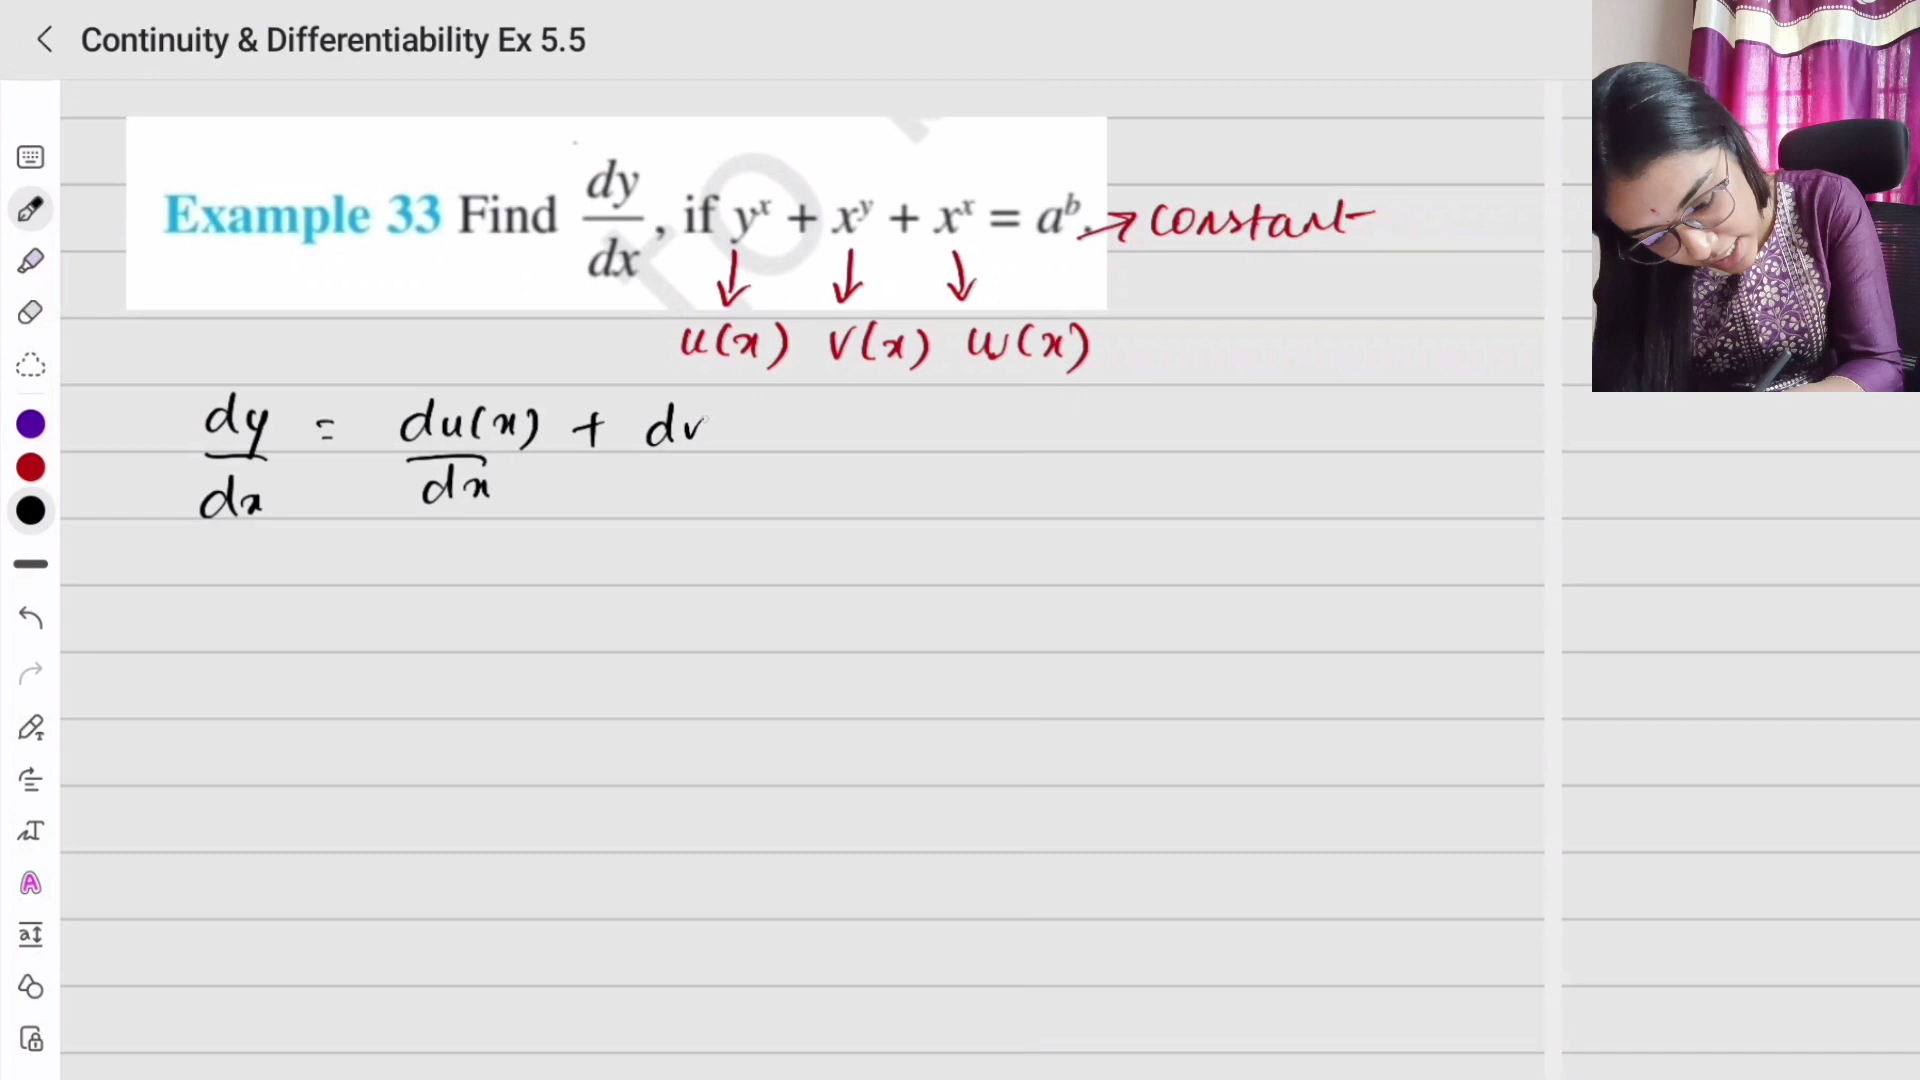 Continuity & Differentiability Ex 5.5
Example 33 Find dy/dx, if y^x + x^y + x^x = a^b. → constant
↓ ↓ ↓
u(x) v(x) w(x)
dy/dx = du(x)/dx + dv